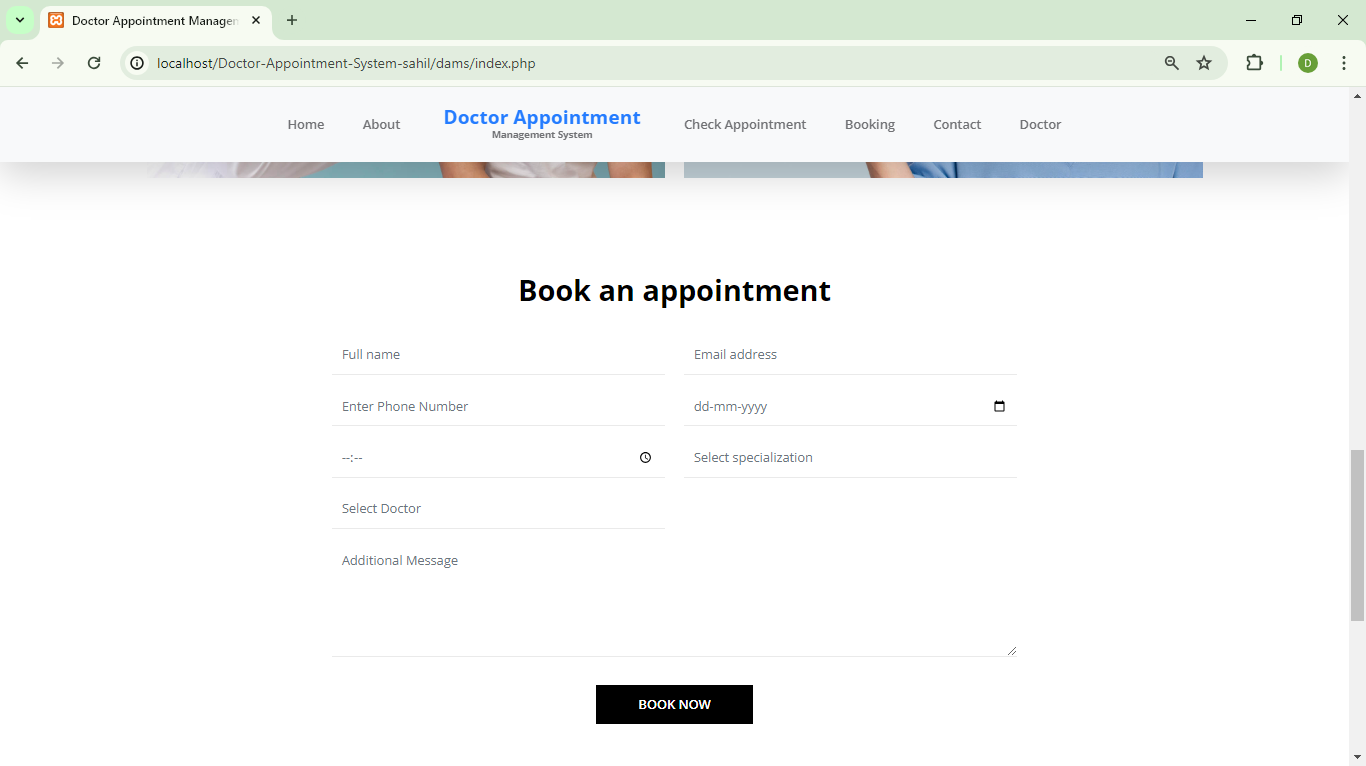 Doctor Appointment Managen
localhost/Doctor-Appointment-System-sahil/dams/index.php
D
Home About Doctor Appointment Check Appointment Booking Contact Doctor
Management System
Book an appointment
Full name Email address
Enter Phone Number dd-mm-yyyy
--:-- Select specialization
Select Doctor
Additional Message
BOOK NOW